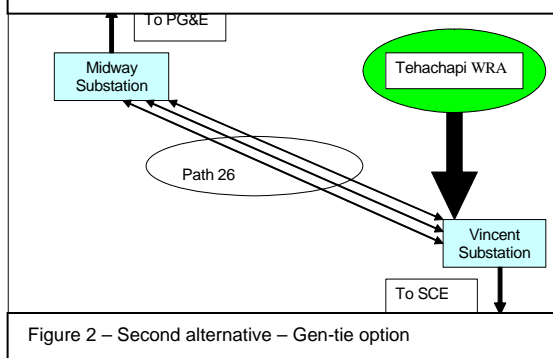 To PG&E
Midway
Substation
Tehachapi WRA
Path 26
Vincent
Substation
To SCE
Figure 2 – Second alternative – Gen-tie option